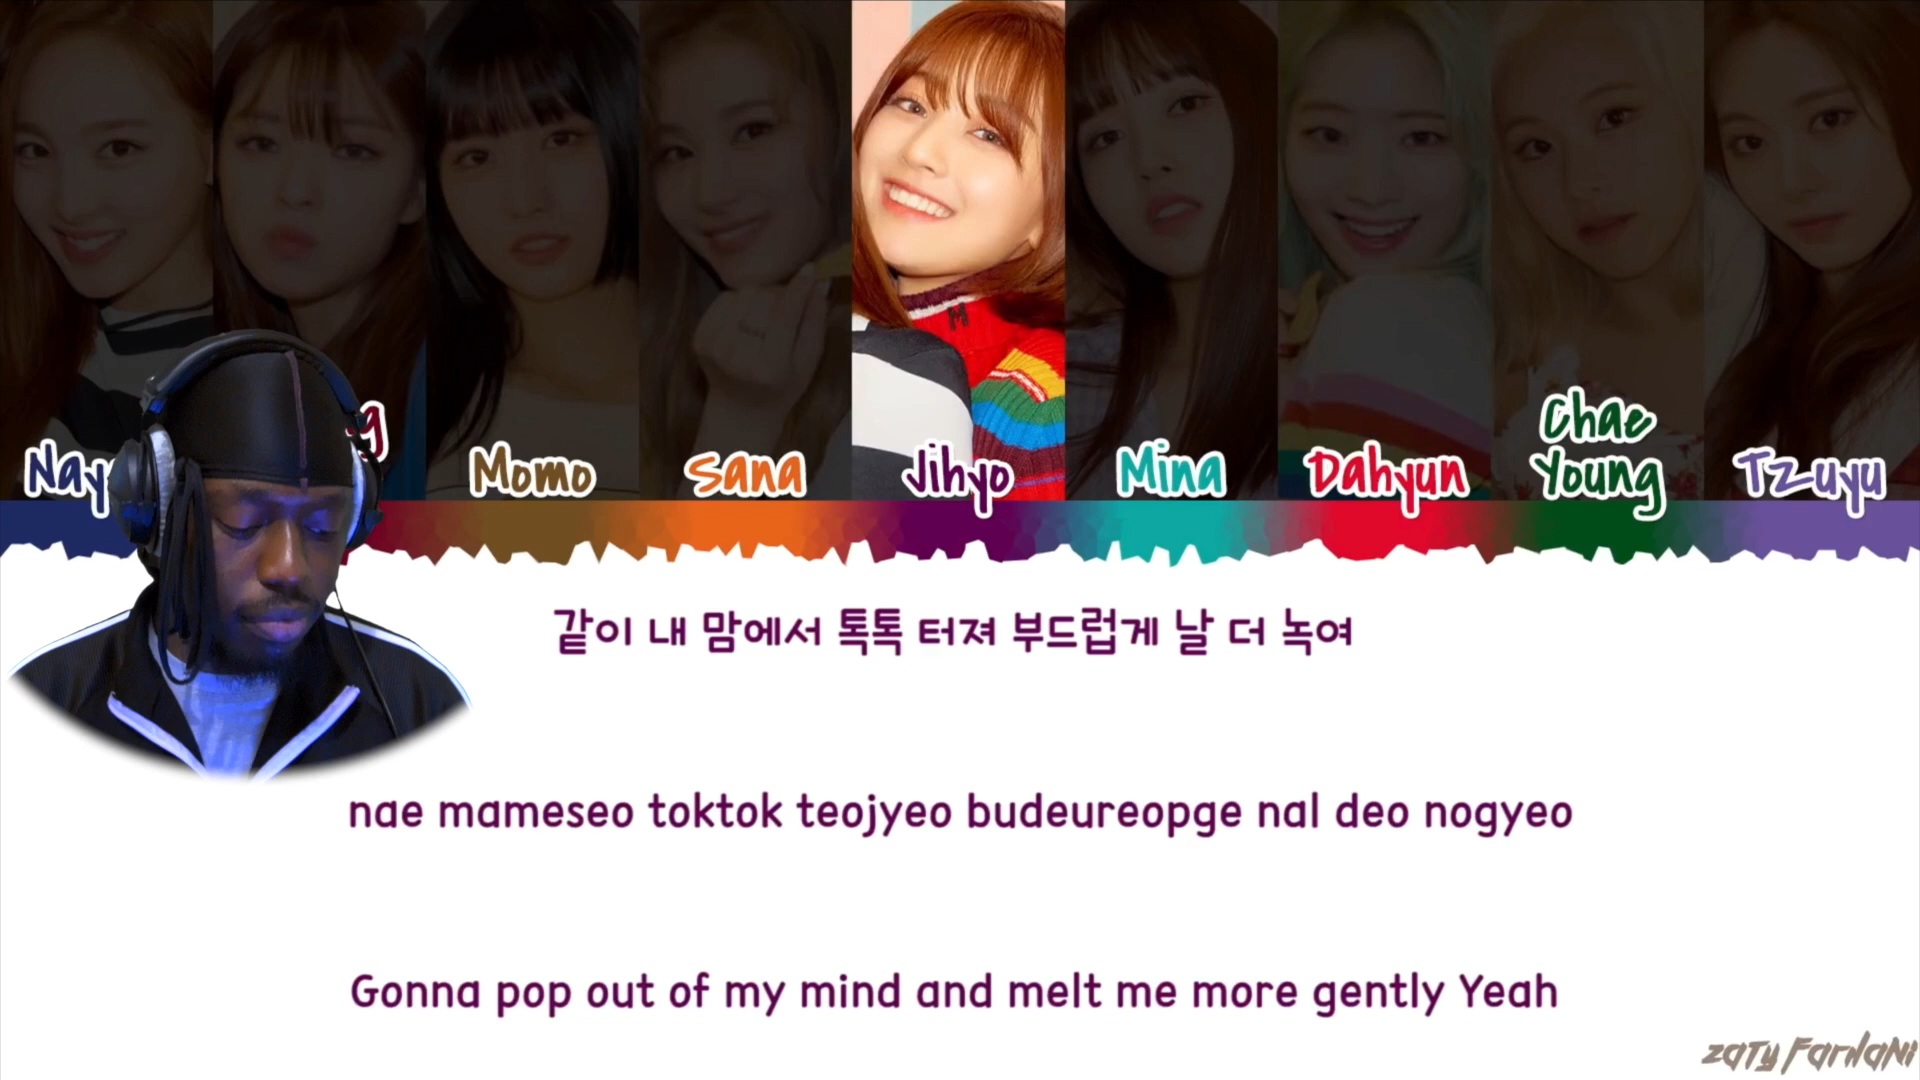 Nay
g
Momo
Sana
Jihyo
Mina
Dahyun
Chae
Young
Tzuyu
M
같이 내 맘에서 톡톡 터져 부드럽게 날 더 녹여
nae mameseo toktok teojyeo budeureopge nal deo nogyeo
Gonna pop out of my mind and melt me more gently Yeah
Zaty Fardani